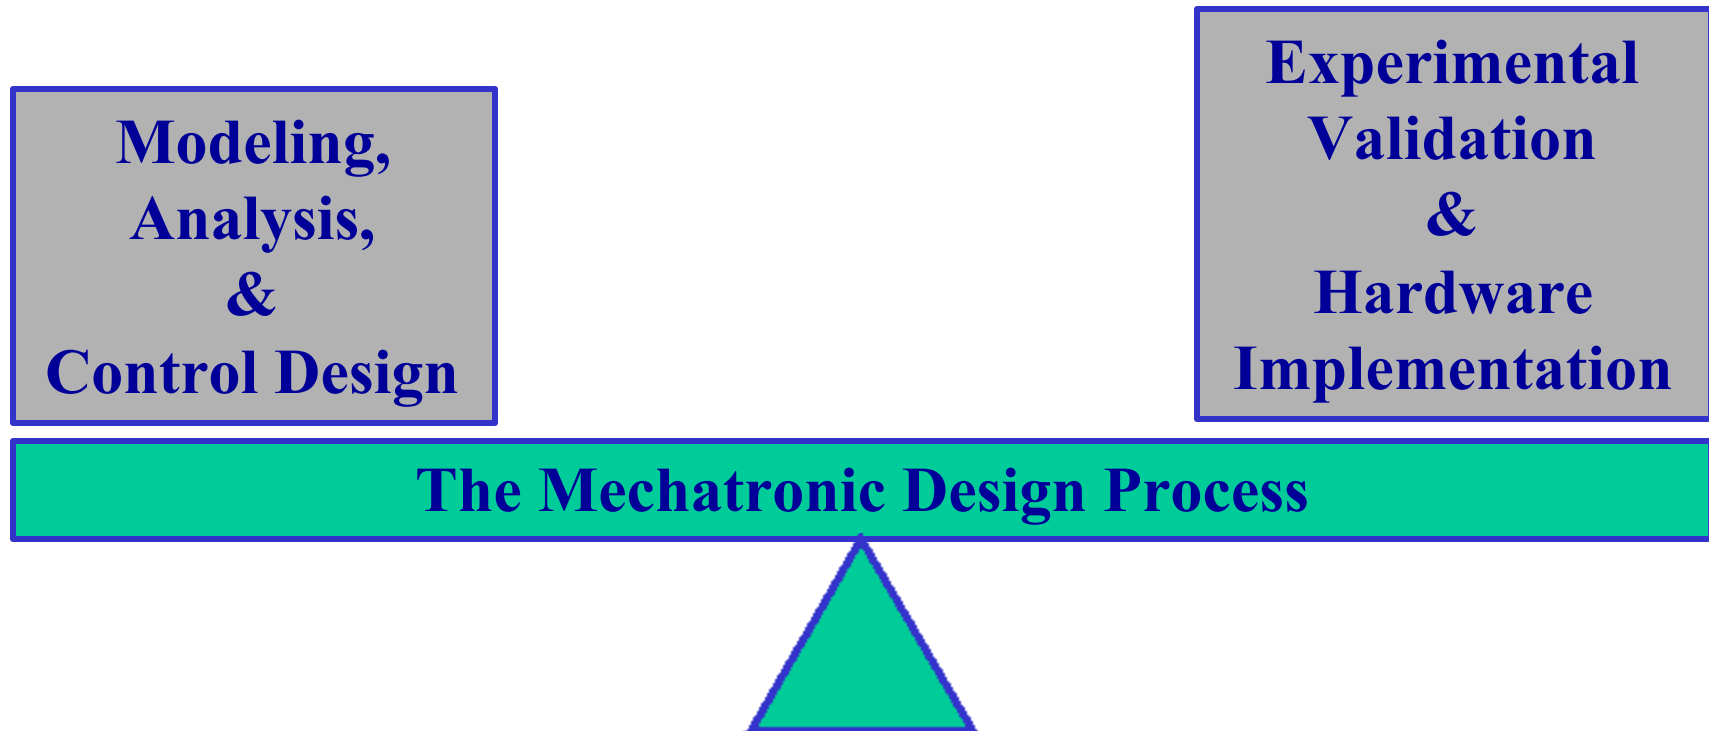 Modeling,
Analysis,
&
Control Design
Experimental
Validation
&
Hardware
Implementation
The Mechatronic Design Process